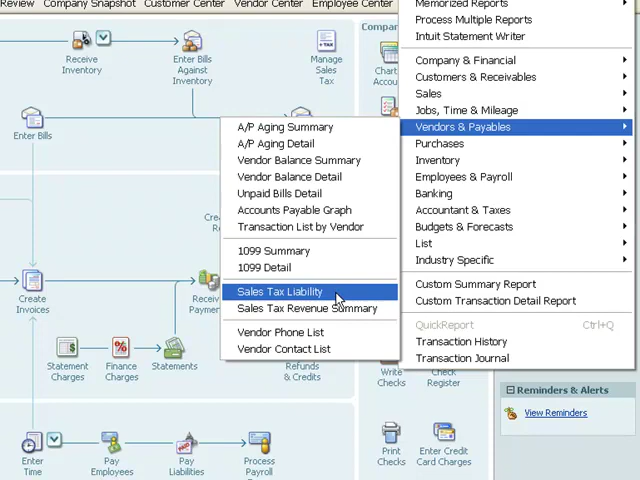 Review
Company Snapshot
Customer Center
Vendor Center
Employee Center
Memorized Reports
Process Multiple Reports
Intuit Statement Writer
Company & Financial
Customers & Receivables
Sales
Jobs, Time & Mileage
Vendors & Payables
Purchases
Inventory
Employees & Payroll
Banking
Accountant & Taxes
Budgets & Forecasts
List
Industry Specific
Custom Summary Report
Custom Transaction Detail Report
QuickReport Ctrl+Q
Transaction History
Transaction Journal
A/P Aging Summary
A/P Aging Detail
Vendor Balance Summary
Vendor Balance Detail
Unpaid Bills Detail
Accounts Payable Graph
Transaction List by Vendor
1099 Summary
1099 Detail
Sales Tax Liability
Sales Tax Revenue Summary
Vendor Phone List
Vendor Contact List
Receive
Inventory
Enter Bills
Against
Inventory
Manage
Sales
Tax
Enter Bills
Create
Invoices
Statement
Charges
Finance
Charges
Statements
Refunds
& Credits
Write
Checks
Check
Register
Reminders & Alerts
View Reminders
Enter
Time
Pay
Employees
Pay
Liabilities
Process
Payroll
Print
Checks
Enter Credit
Card Charges